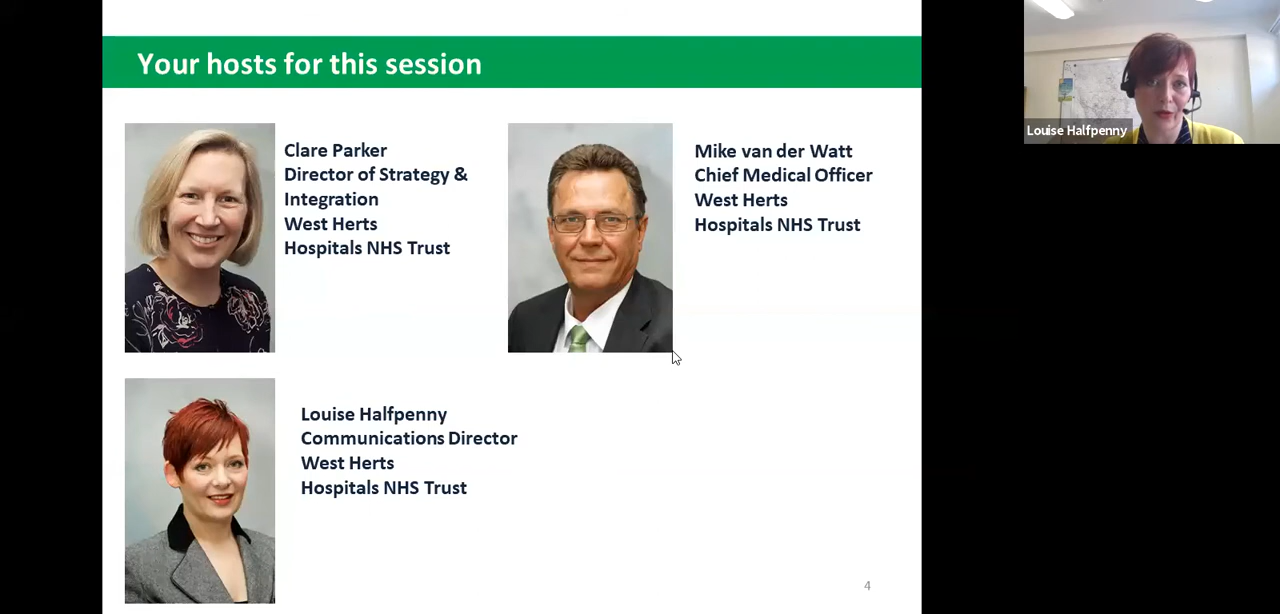 Your hosts for this session
Clare Parker
Director of Strategy &
Integration
West Herts
Hospitals NHS Trust
Mike van der Watt
Chief Medical Officer
West Herts
Hospitals NHS Trust
Louise Halfpenny
Communications Director
West Herts
Hospitals NHS Trust
4
Louise Halfpenny